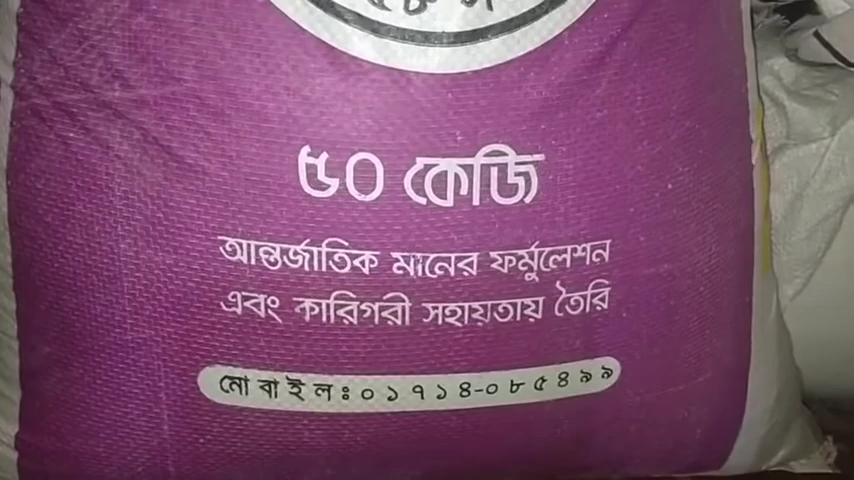 ৫০ কেজি
আন্তর্জাতিক মানের ফর্মুলেশন
এবং কারিগরী সহায়তায় তৈরি
মোবাইলঃ ০১৭১৪-০৮৫৪৯৯